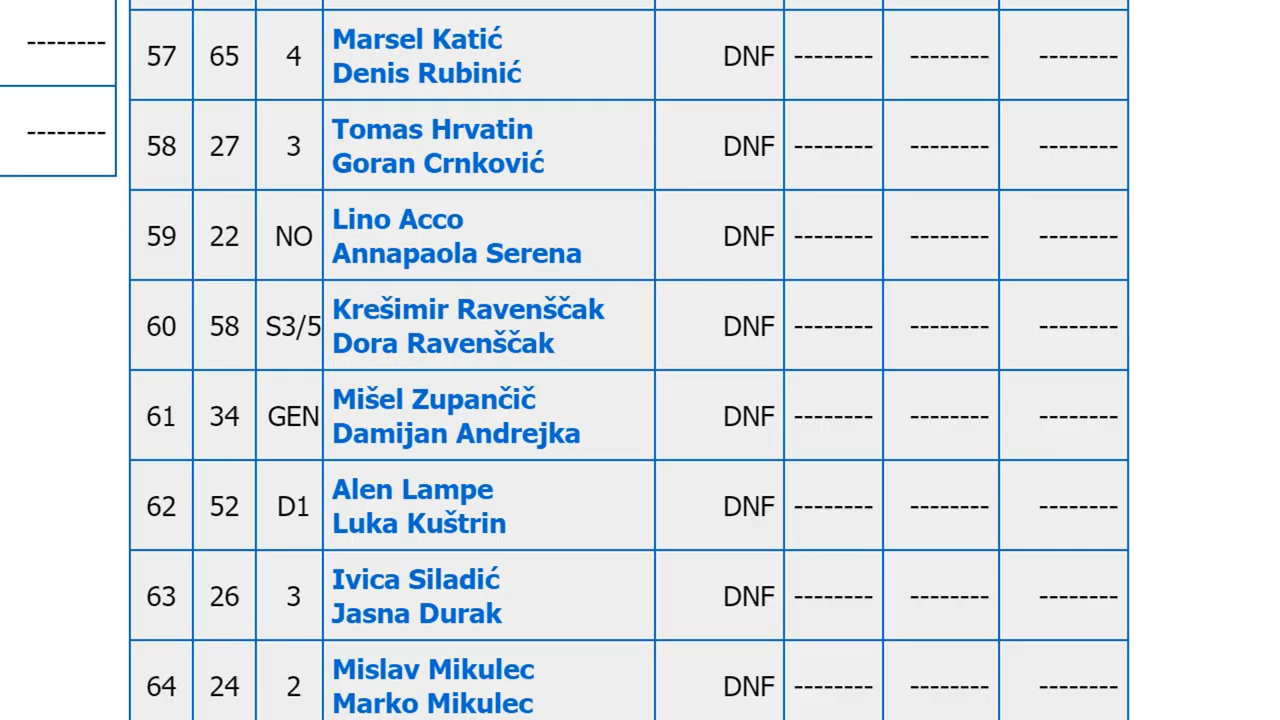 --------
--------
57 65 4 Marsel Katić DNF -------- -------- --------
Denis Rubinić
58 27 3 Tomas Hrvatin DNF -------- -------- --------
Goran Crnković
59 22 NO Lino Acco DNF -------- -------- --------
Annapaola Serena
60 58 S3/5 Krešimir Ravenščak DNF -------- -------- --------
Dora Ravenščak
61 34 GEN Mišel Zupančič DNF -------- -------- --------
Damijan Andrejka
62 52 D1 Alen Lampe DNF -------- -------- --------
Luka Kuštrin
63 26 3 Ivica Siladić DNF -------- -------- --------
Jasna Durak
64 24 2 Mislav Mikulec DNF -------- -------- --------
Marko Mikulec